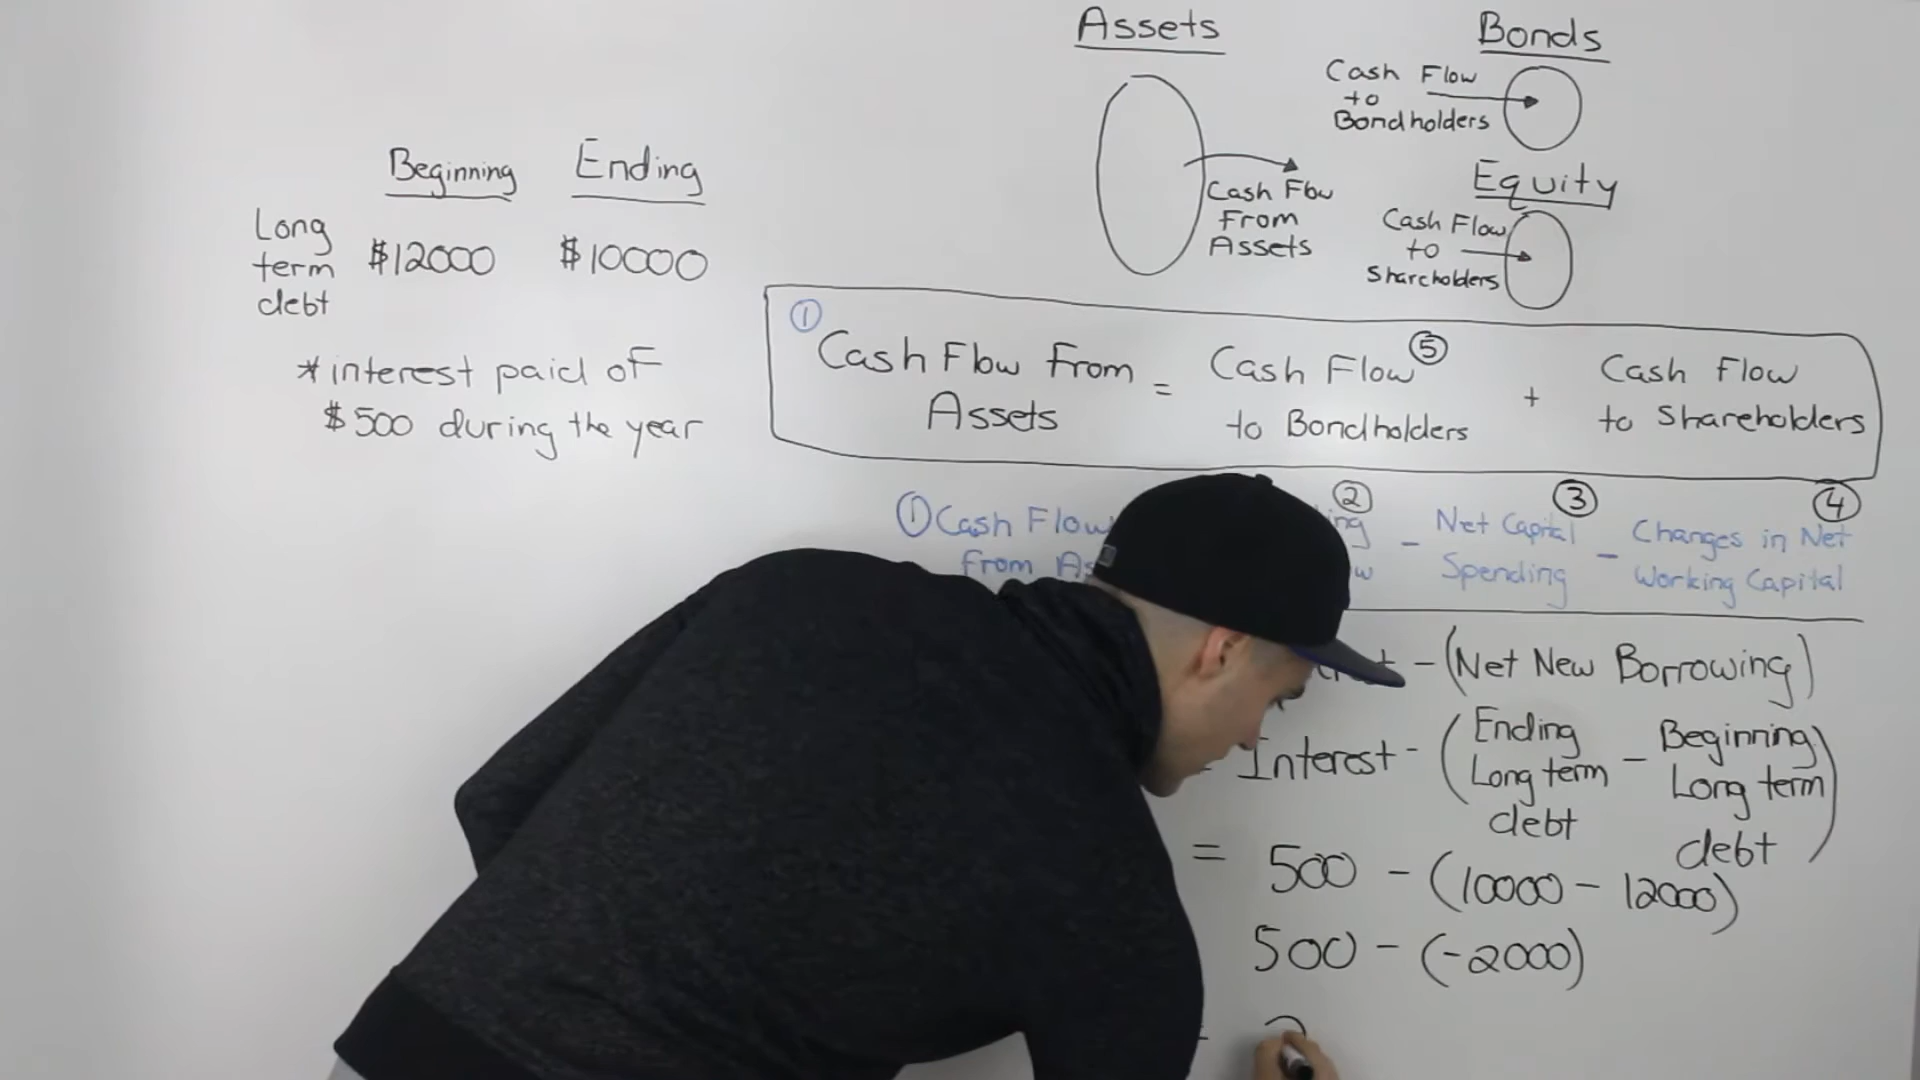 Assets
Bonds
Cash Flow
to
Bondholders
Equity
Cash Flow
From
Assets
Cash Flow
to
Shareholders
Beginning Ending
Long
term
debt
$12000 $10000
* interest paid of
$500 during the year
① Cash Flow From
Assets
=
Cash Flow ⑤
to Bondholders
+
Cash Flow
to Shareholders
① Cash Flow
From
②
- Net Capital ③
Spending
- Changes in Net ④
Working Capital
- (Net New Borrowing)
= Interest - (Ending
Long term
debt
- Beginning
Long term
debt)
= 500 - (10000 - 12000)
500 - (-2000)
=